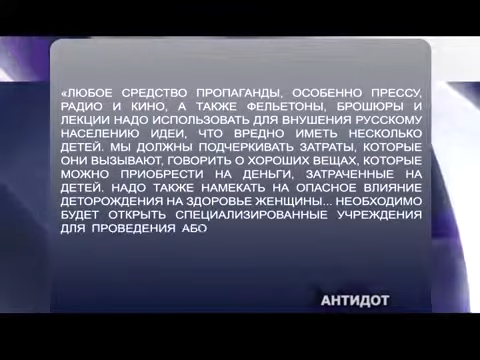 «ЛЮБОЕ СРЕДСТВО ПРОПАГАНДЫ, ОСОБЕННО ПРЕССУ,
РАДИО И КИНО, А ТАКЖЕ ФЕЛЬЕТОНЫ, БРОШЮРЫ И
ЛЕКЦИИ НАДО ИСПОЛЬЗОВАТЬ ДЛЯ ВНУШЕНИЯ РУССКОМУ
НАСЕЛЕНИЮ ИДЕИ, ЧТО ВРЕДНО ИМЕТЬ НЕСКОЛЬКО
ДЕТЕЙ. МЫ ДОЛЖНЫ ПОДЧЕРКИВАТЬ ЗАТРАТЫ, КОТОРЫЕ
ОНИ ВЫЗЫВАЮТ, ГОВОРИТЬ О ХОРОШИХ ВЕЩАХ, КОТОРЫЕ
МОЖНО ПРИОБРЕСТИ НА ДЕНЬГИ, ЗАТРАЧЕННЫЕ НА
ДЕТЕЙ. НАДО ТАКЖЕ НАМЕКАТЬ НА ОПАСНОЕ ВЛИЯНИЕ
ДЕТОРОЖДЕНИЯ НА ЗДОРОВЬЕ ЖЕНЩИНЫ... НЕОБХОДИМО
БУДЕТ ОТКРЫТЬ СПЕЦИАЛИЗИРОВАННЫЕ УЧРЕЖДЕНИЯ
ДЛЯ ПРОВЕДЕНИЯ АБО
АНТИДОТ